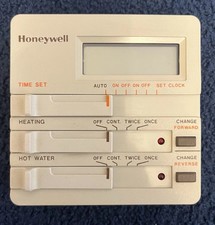 Honeywell
TIME SET
AUTO ON OFF ON OFF SET CLOCK
HEATING
OFF CONT. TWICE ONCE
CHANGE
FORWARD
HOT WATER
OFF CONT. TWICE ONCE
CHANGE
REVERSE